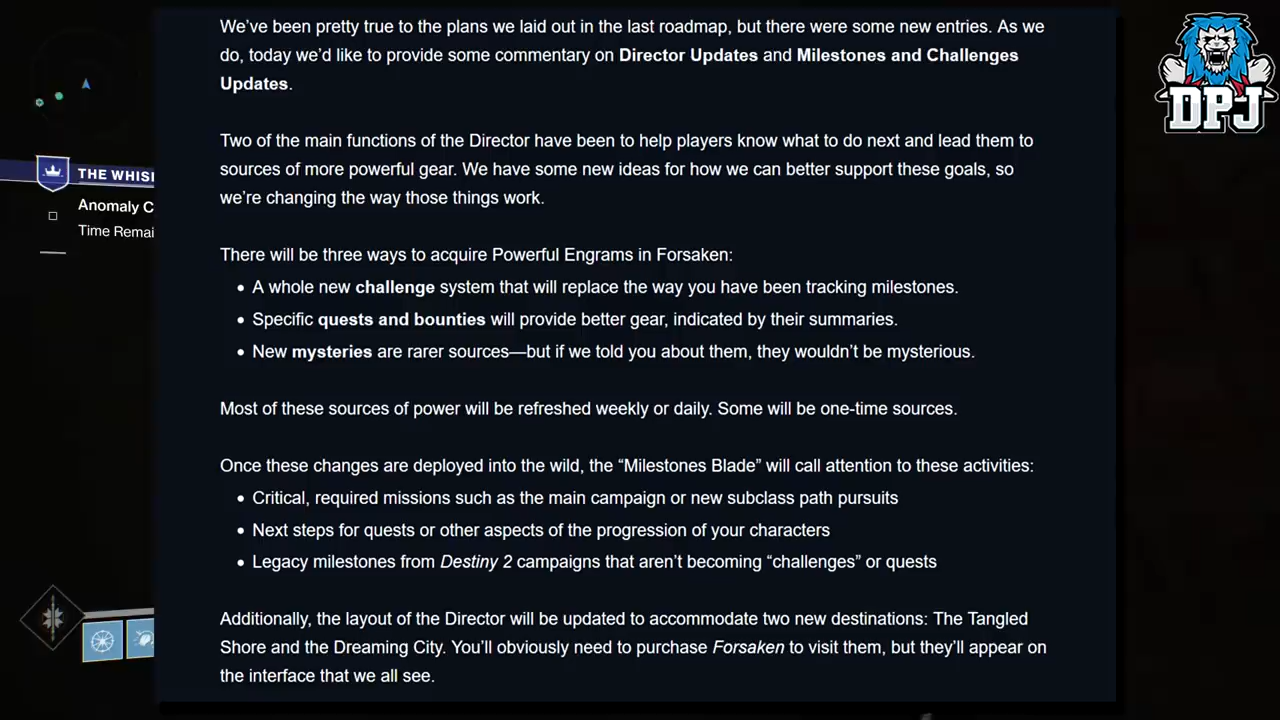 We've been pretty true to the plans we laid out in the last roadmap, but there were some new entries. As we
do, today we'd like to provide some commentary on Director Updates and Milestones and Challenges
Updates.
DPJ
Two of the main functions of the Director have been to help players know what to do next and lead them to
sources of more powerful gear. We have some new ideas for how we can better support these goals, so
we're changing the way those things work.
THE WHISI
Anomaly C
Time Remai
There will be three ways to acquire Powerful Engrams in Forsaken:
• A whole new challenge system that will replace the way you have been tracking milestones.
• Specific quests and bounties will provide better gear, indicated by their summaries.
• New mysteries are rarer sources—but if we told you about them, they wouldn't be mysterious.
Most of these sources of power will be refreshed weekly or daily. Some will be one-time sources.
Once these changes are deployed into the wild, the “Milestones Blade” will call attention to these activities:
• Critical, required missions such as the main campaign or new subclass path pursuits
• Next steps for quests or other aspects of the progression of your characters
• Legacy milestones from Destiny 2 campaigns that aren't becoming “challenges” or quests
Additionally, the layout of the Director will be updated to accommodate two new destinations: The Tangled
Shore and the Dreaming City. You'll obviously need to purchase Forsaken to visit them, but they'll appear on
the interface that we all see.